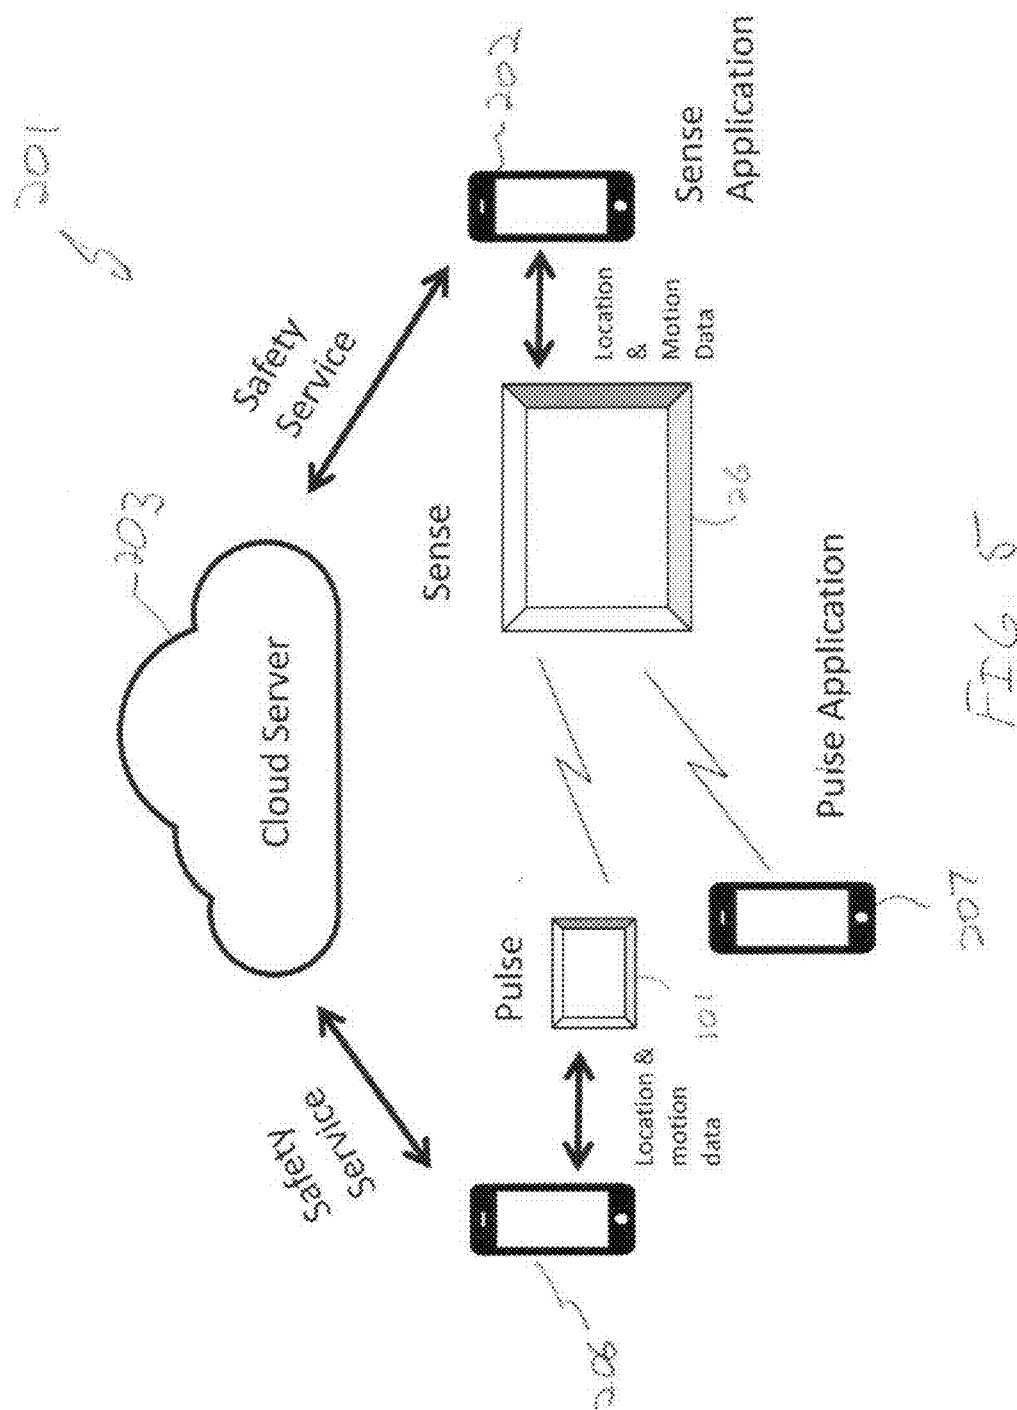 201
203
Cloud Server
Safety
Service
Safety
Service
206
Pulse
Sense
202
Location &
motion
data
101
26
Location
&
Motion
Data
Sense
Application
207
Pulse Application
FIG. 5